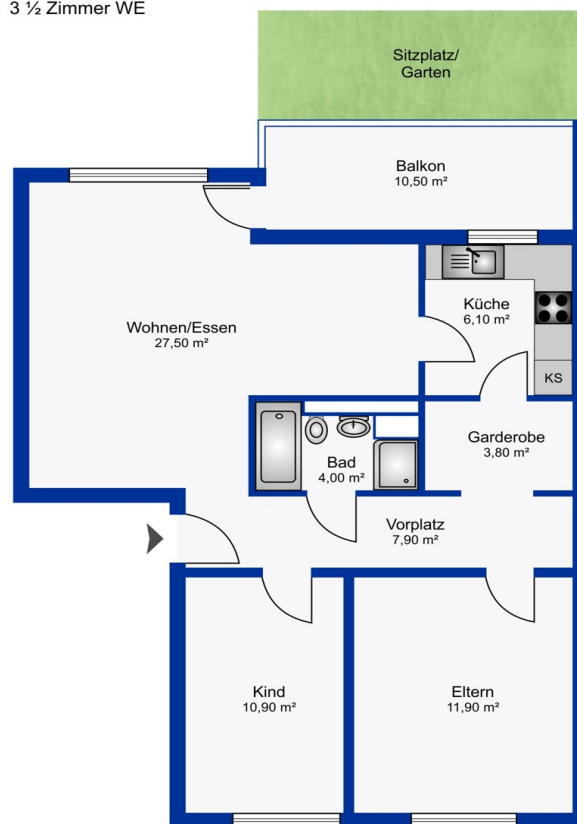 3 ½ Zimmer WE
Sitzplatz/
Garten
Balkon
10,50 m²
Küche
6,10 m²
Wohnen/Essen
27,50 m²
KS
Garderobe
3,80 m²
Bad
4,00 m²
Vorplatz
7,90 m²
Kind
10,90 m²
Eltern
11,90 m²